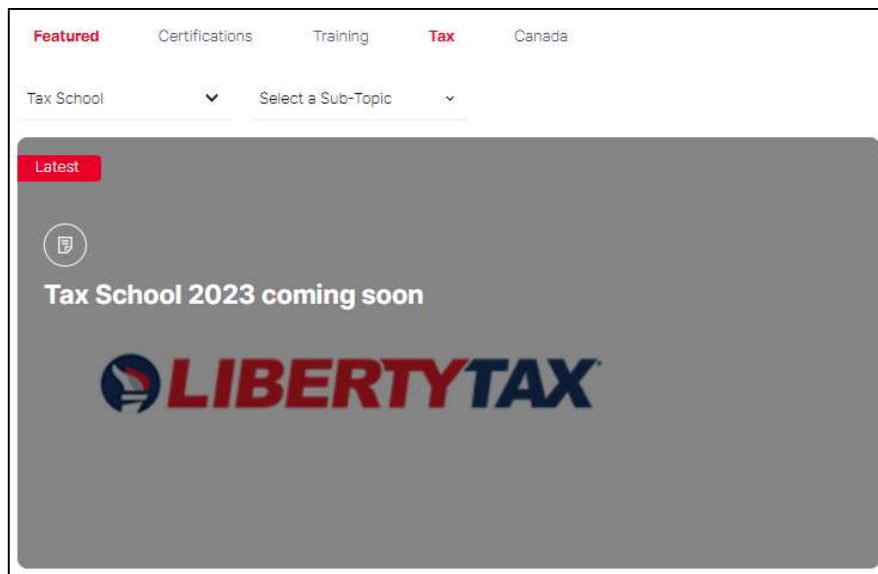 Featured Certifications Training Tax Canada
Tax School Select a Sub-Topic
Latest
Tax School 2023 coming soon
LIBERTYTAX